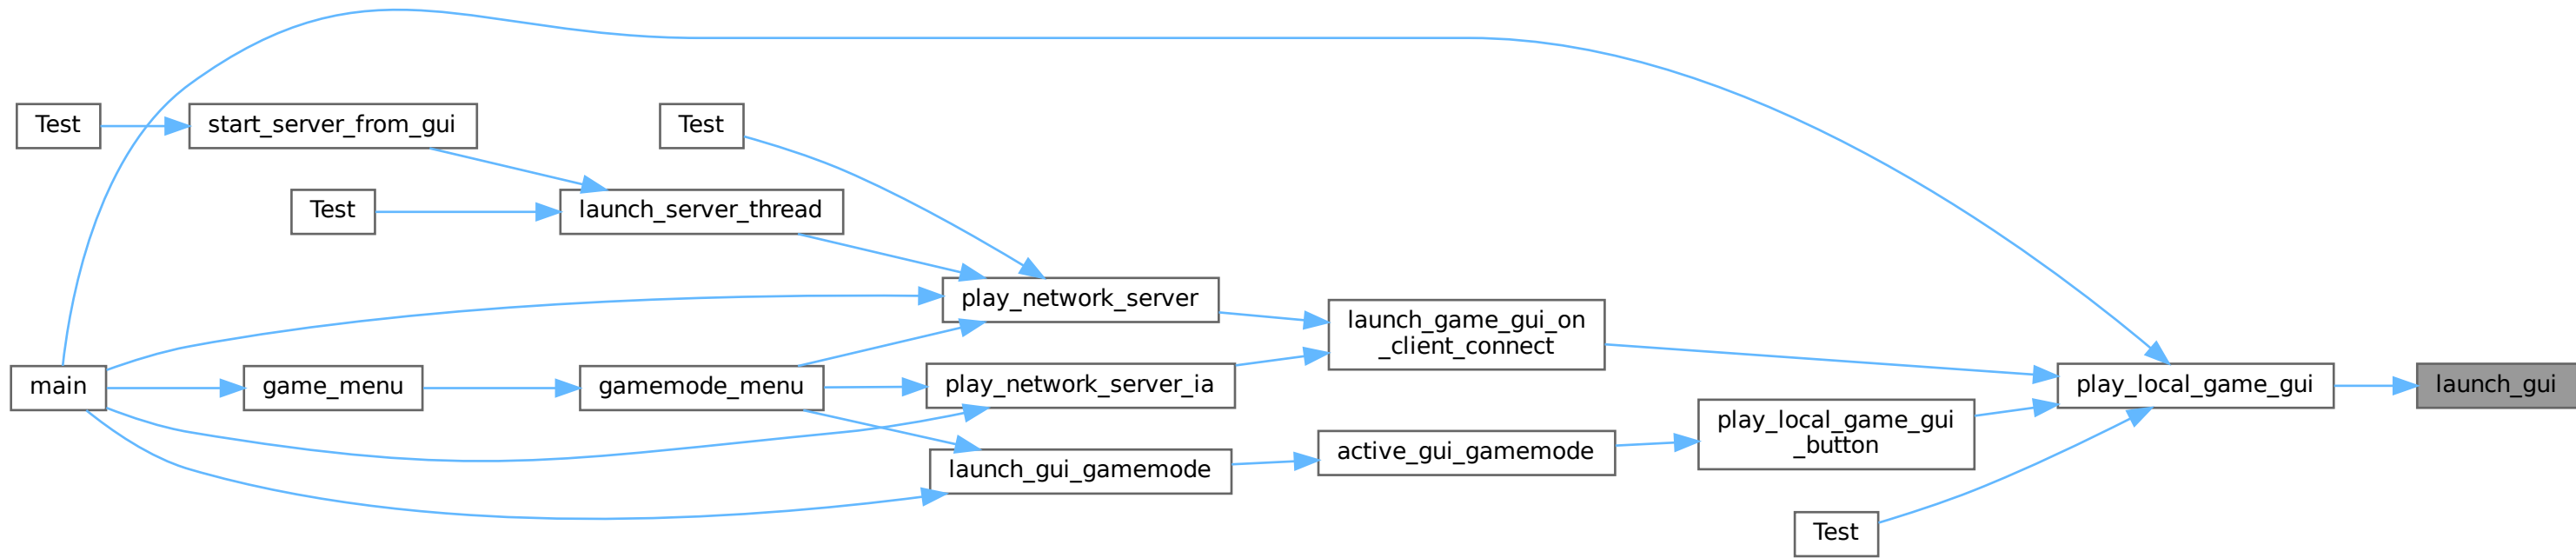 Test
start_server_from_gui
Test
Test
launch_server_thread
play_network_server
launch_game_gui_on
_client_connect
main
game_menu
gamemode_menu
play_network_server_ia
play_local_game_gui
launch_gui
play_local_game_gui
_button
active_gui_gamemode
launch_gui_gamemode
Test